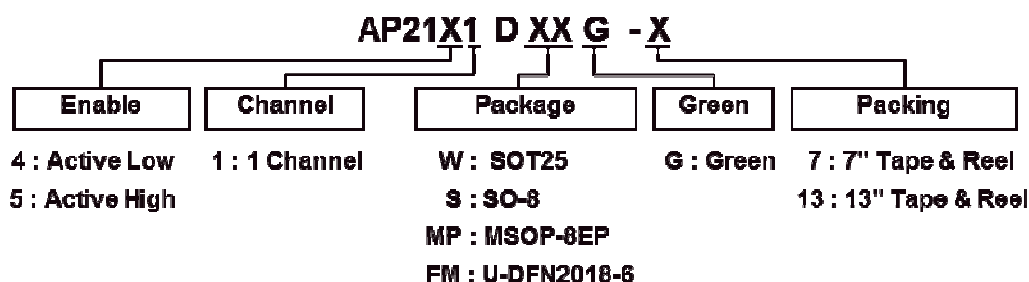 AP21X1 D XX G - X
Enable Channel Package Green Packing
4 : Active Low 1 : 1 Channel W : SOT25 G : Green 7 : 7" Tape & Reel
5 : Active High S : SO-8 13 : 13" Tape & Reel
MP : MSOP-8EP
FM : U-DFN2018-6